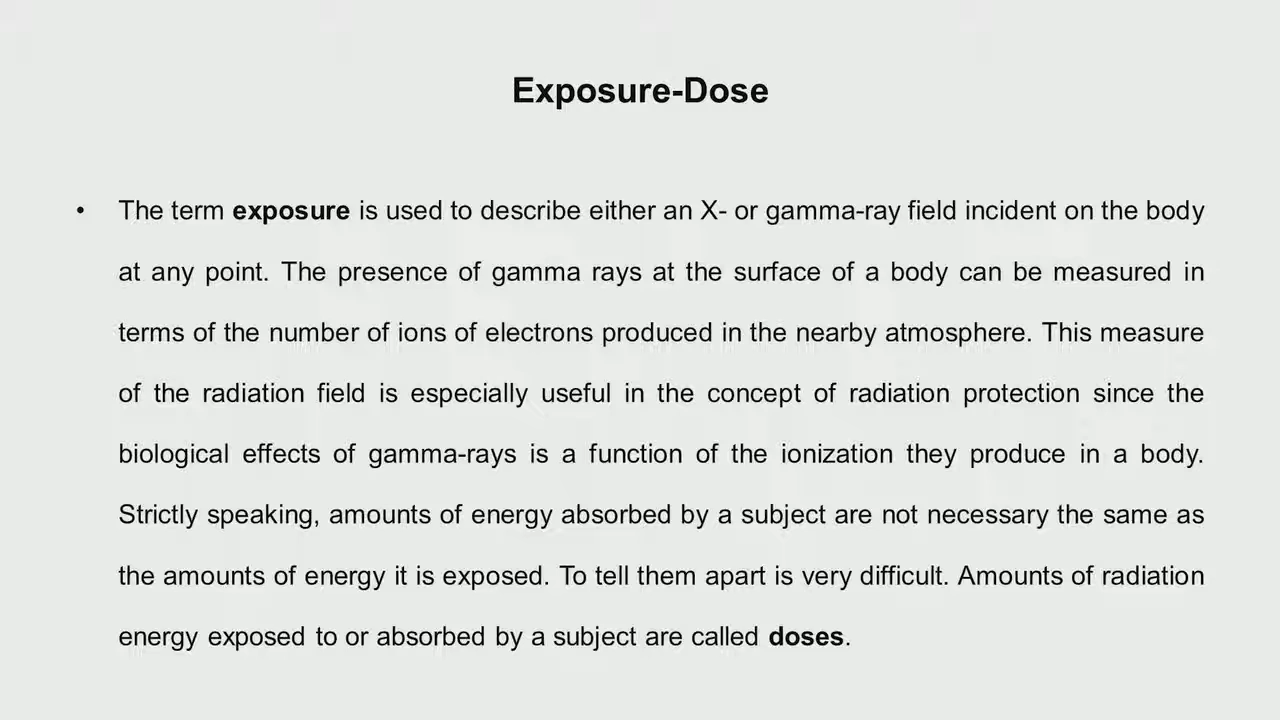 Exposure-Dose
• The term exposure is used to describe either an X- or gamma-ray field incident on the body
at any point. The presence of gamma rays at the surface of a body can be measured in
terms of the number of ions of electrons produced in the nearby atmosphere. This measure
of the radiation field is especially useful in the concept of radiation protection since the
biological effects of gamma-rays is a function of the ionization they produce in a body.
Strictly speaking, amounts of energy absorbed by a subject are not necessary the same as
the amounts of energy it is exposed. To tell them apart is very difficult. Amounts of radiation
energy exposed to or absorbed by a subject are called doses.